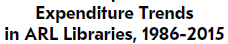 Expenditure Trends
in ARL Libraries, 1986-2015